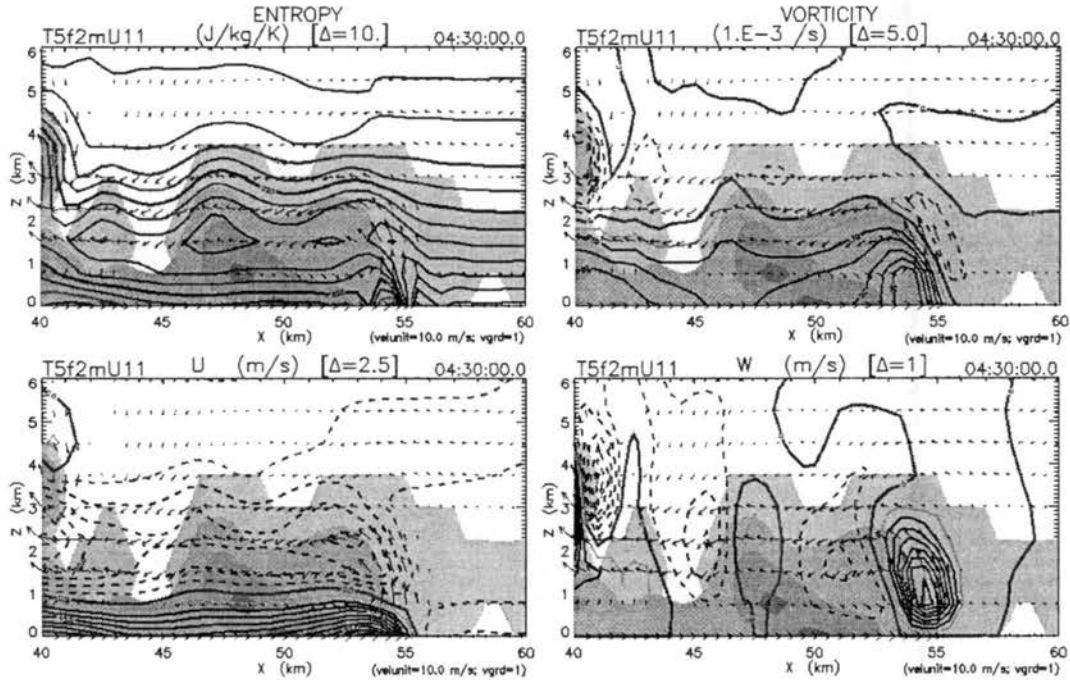 ENTROPY
VORTICITY
T5f2mU11 (J/kg/K) [Δ=10.] 04:30:00.0
T5f2mU11 (1.E-3 /s) [Δ=5.0] 04:30:00.0
6
5
4
3
2
1
0
Z (km)
40 45 50 55 60
X (km) (velunit=10.0 m/s; vgrd=1)
6
5
4
3
2
1
0
Z (km)
40 45 50 55 60
X (km) (velunit=10.0 m/s; vgrd=1)
T5f2mU11 U (m/s) [Δ=2.5] 04:30:00.0
T5f2mU11 W (m/s) [Δ=1] 04:30:00.0
6
5
4
3
2
1
0
Z (km)
40 45 50 55 60
X (km) (velunit=10.0 m/s; vgrd=1)
6
5
4
3
2
1
0
Z (km)
40 45 50 55 60
X (km) (velunit=10.0 m/s; vgrd=1)